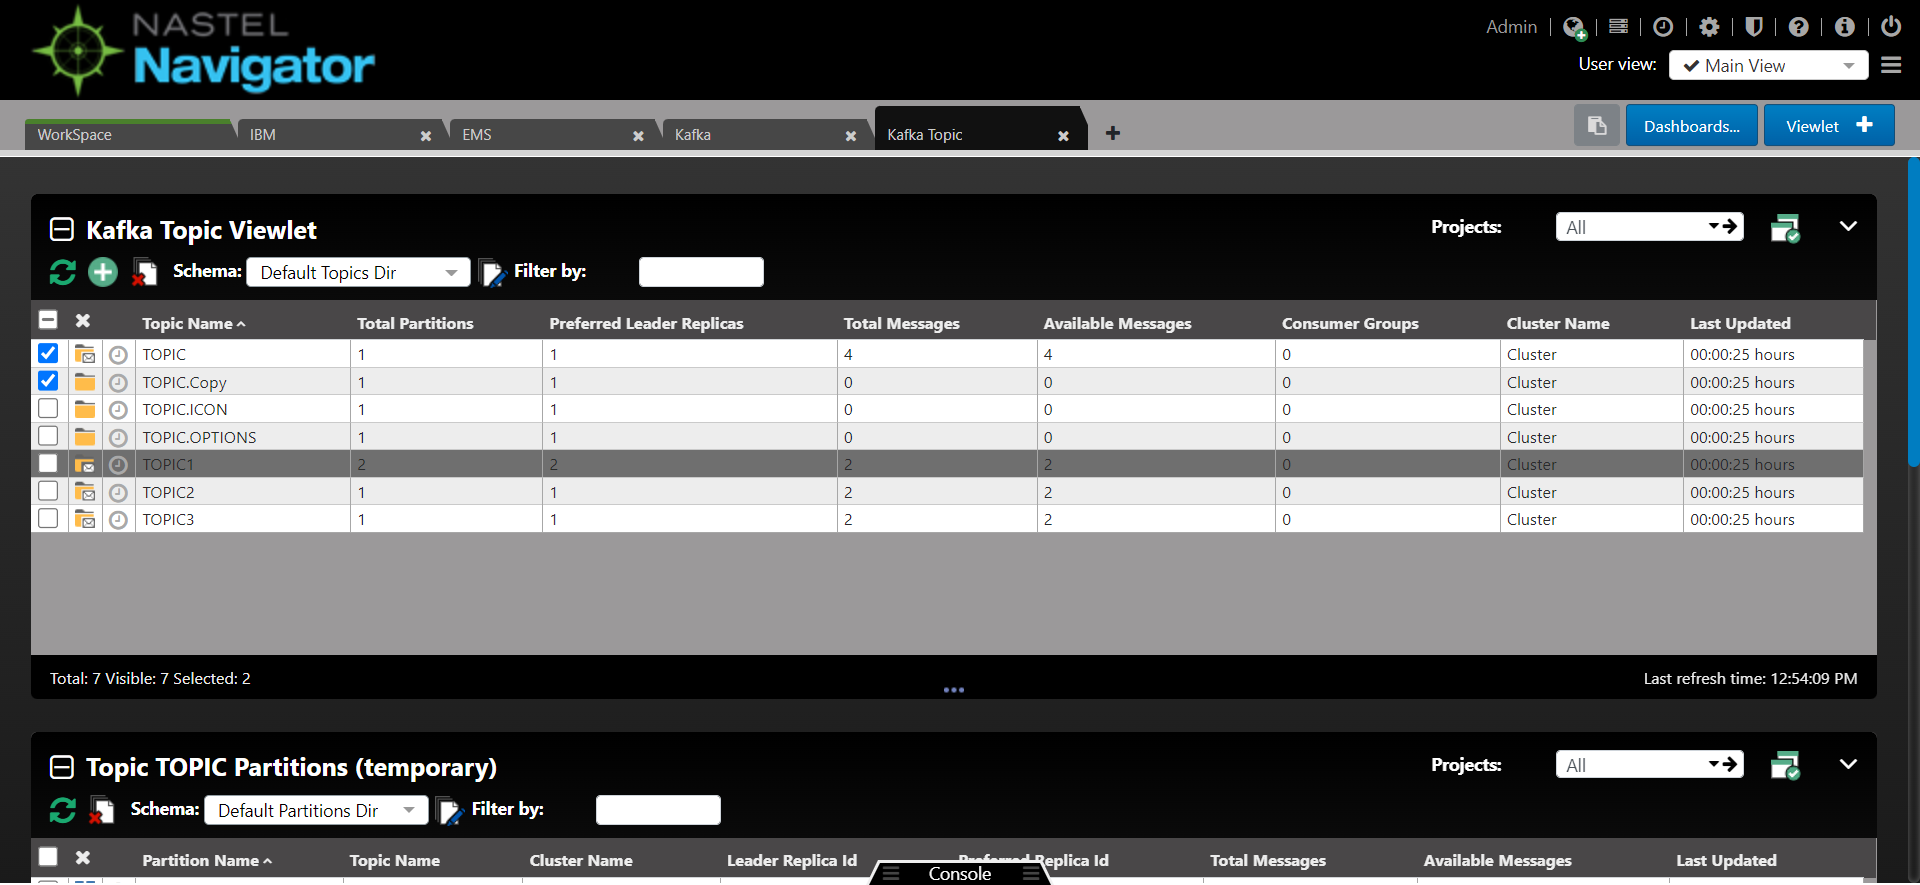 NASTEL
Navigator
Admin
User view: Main View
WorkSpace IBM EMS Kafka Kafka Topic
Dashboards... Viewlet
Kafka Topic Viewlet
Projects: All
Schema: Default Topics Dir Filter by:
Topic Name Total Partitions Preferred Leader Replicas Total Messages Available Messages Consumer Groups Cluster Name Last Updated
TOPIC 1 1 4 4 0 Cluster 00:00:25 hours
TOPIC.Copy 1 1 0 0 0 Cluster 00:00:25 hours
TOPIC.ICON 1 1 0 0 0 Cluster 00:00:25 hours
TOPIC.OPTIONS 1 1 0 0 0 Cluster 00:00:25 hours
TOPIC1 2 2 2 2 0 Cluster 00:00:25 hours
TOPIC2 1 1 2 2 0 Cluster 00:00:25 hours
TOPIC3 1 1 2 2 0 Cluster 00:00:25 hours
Total: 7 Visible: 7 Selected: 2
Last refresh time: 12:54:09 PM
Topic TOPIC Partitions (temporary)
Projects: All
Schema: Default Partitions Dir Filter by:
Partition Name Topic Name Cluster Name Leader Replica Id Preferred Replica Id Total Messages Available Messages Last Updated
Console